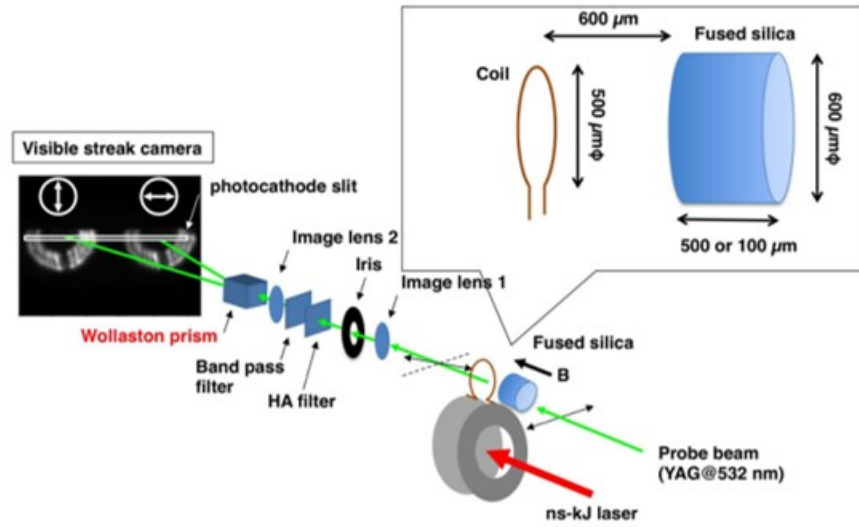 600 µm
Fused silica
Coil
500 µmϕ
600 µmϕ
500 or 100 µm
Visible streak camera
photocathode slit
Image lens 2
Iris
Image lens 1
Wollaston prism
Band pass
filter
HA filter
Fused silica
B
Probe beam
(YAG@532 nm)
ns-kJ laser